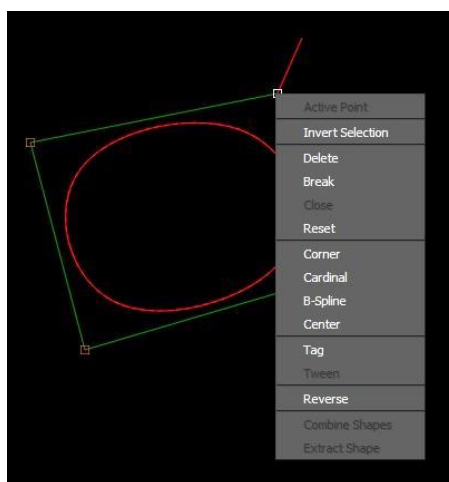 Active Point
Invert Selection
Delete
Break
Close
Reset
Corner
Cardinal
B-Spline
Center
Tag
Tween
Reverse
Combine Shapes
Extract Shape